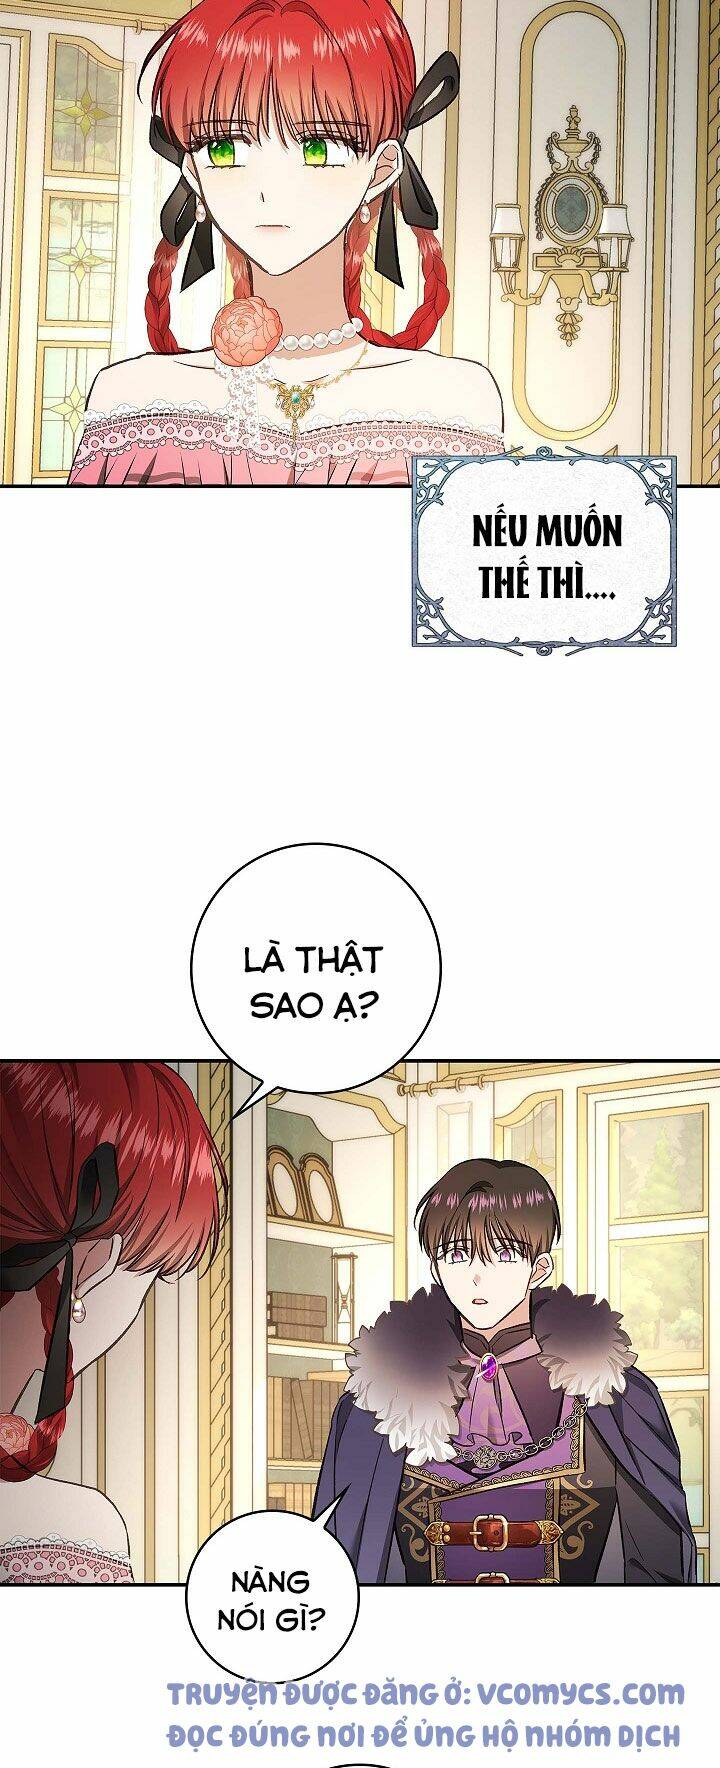 NẾU MUỐN
THẾ THÌ....
LÀ THẬT
SAO Ạ?
NÀNG
NÓI GÌ?
TRUYỆN ĐƯỢC ĐĂNG Ở: vcomycs.com
ĐỌC ĐÚNG NƠI ĐỂ ỦNG HỘ NHÓM DỊCH